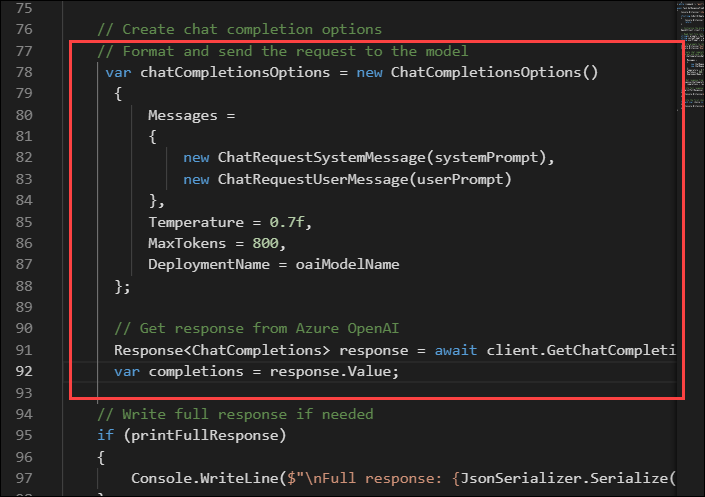 75
76 // Create chat completion options
77 // Format and send the request to the model
78 var chatCompletionsOptions = new ChatCompletionsOptions()
79 {
80 Messages =
81 {
82 new ChatRequestSystemMessage(systemPrompt),
83 new ChatRequestUserMessage(userPrompt)
84 },
85 Temperature = 0.7f,
86 MaxTokens = 800,
87 DeploymentName = oaiModelName
88 };
89
90 // Get response from Azure OpenAI
91 Response<ChatCompletions> response = await client.GetChatCompleti
92 var completions = response.Value;
93
94 // Write full response if needed
95 if (printFullResponse)
96 {
97 Console.WriteLine($"\nFull response: {JsonSerializer.Serialize(